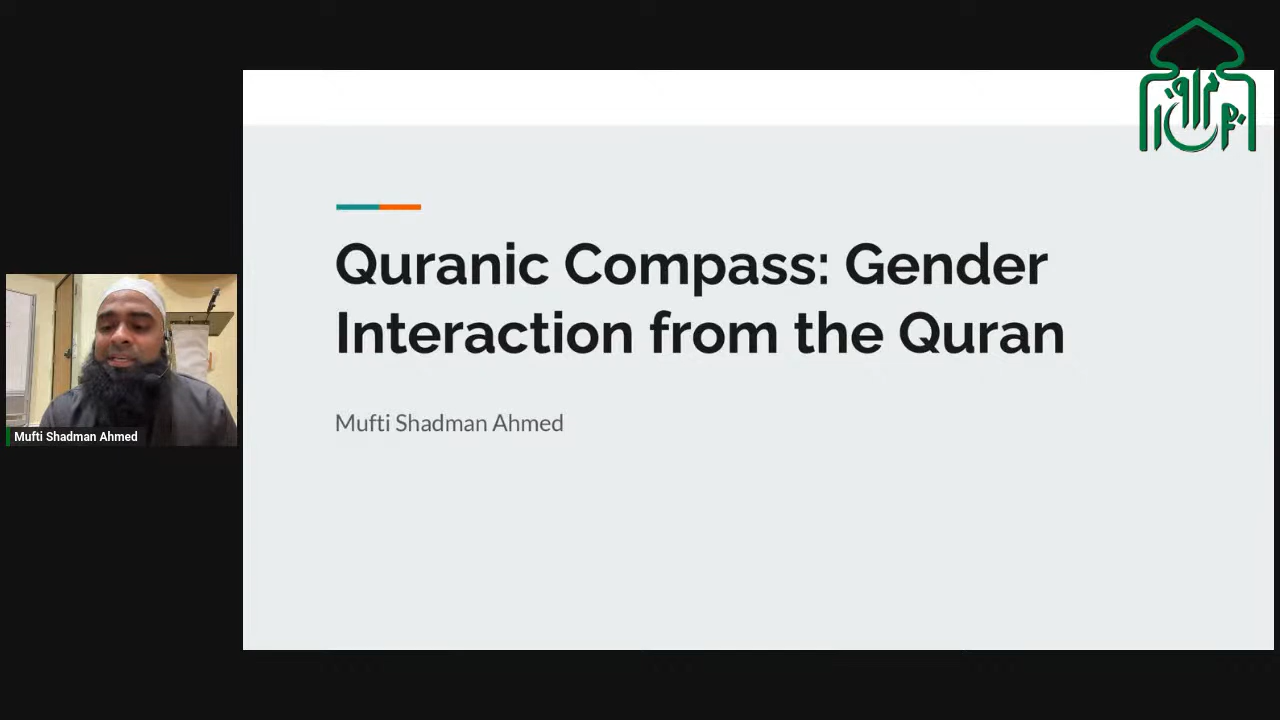 Quranic Compass: Gender
Interaction from the Quran
Mufti Shadman Ahmed
Mufti Shadman Ahmed